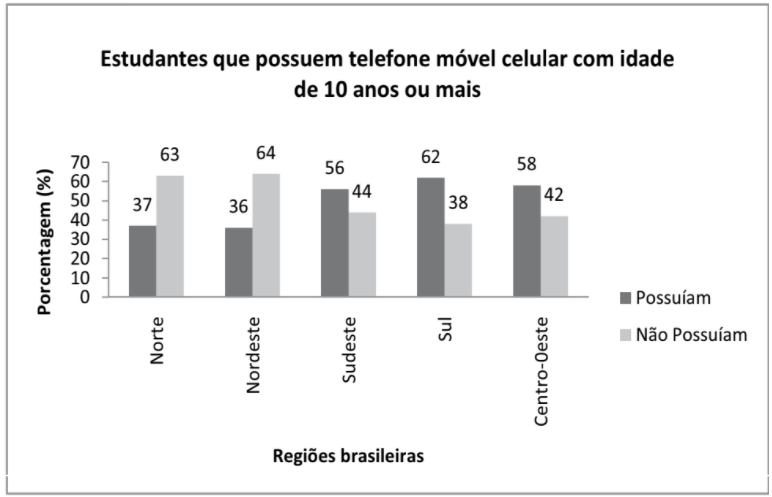 Estudantes que possuem telefone móvel celular com idade
de 10 anos ou mais
Porcentagem (%)
70
60
50
40
30
20
10
0
37
63
36
64
56
44
62
38
58
42
Norte
Nordeste
Sudeste
Sul
Centro-0este
Possuíam
Não Possuíam
Regiões brasileiras